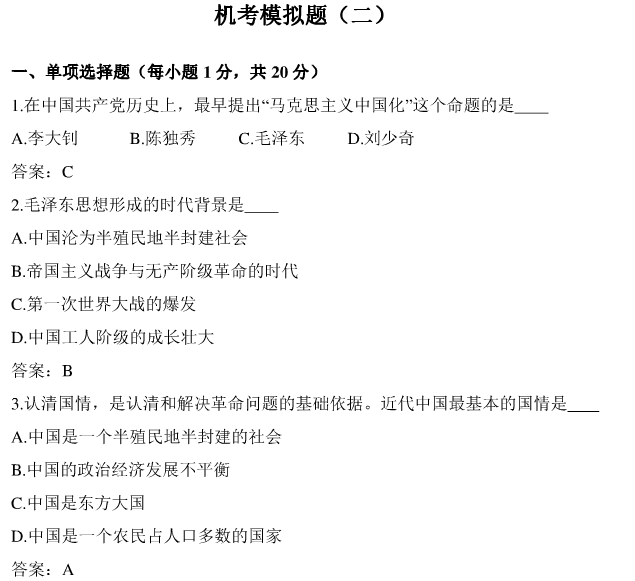 机考模拟题（二）
一、单项选择题（每小题 1 分，共 20 分）
1.在中国共产党历史上，最早提出“马克思主义中国化”这个命题的是____
A.李大钊 B.陈独秀 C.毛泽东 D.刘少奇
答案：C
2.毛泽东思想形成的时代背景是____
A.中国沦为半殖民地半封建社会
B.帝国主义战争与无产阶级革命的时代
C.第一次世界大战的爆发
D.中国工人阶级的成长壮大
答案：B
3.认清国情，是认清和解决革命问题的基础依据。近代中国最基本的国情是____
A.中国是一个半殖民地半封建的社会
B.中国的政治经济发展不平衡
C.中国是东方大国
D.中国是一个农民占人口多数的国家
答案：A